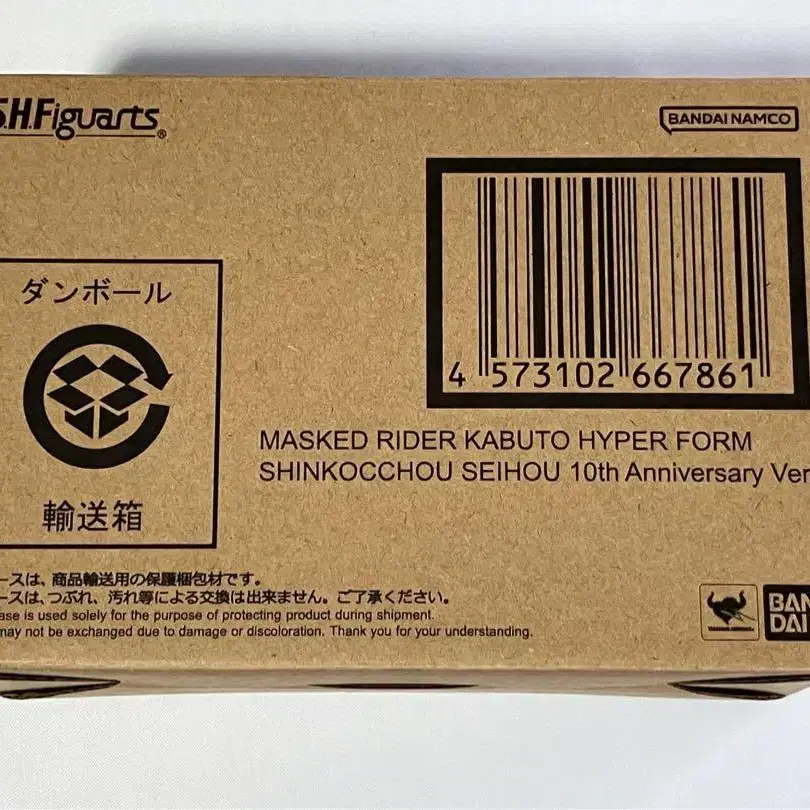 S.H.Figuarts®
BANDAI NAMCO
4 573102 667861
ダンボール
輸送箱
MASKED RIDER KABUTO HYPER FORM
SHINKOCCHOU SEIHOU 10th Anniversary Ver
ースは、商品輸送用の保護梱包材です。
ースは、つぶれ、汚れ等による交換は出来ません。ご了承ください。
ase is used solely for the purpose of protecting product during shipment.
may not be exchanged due to damage or discoloration. Thank you for your understanding.
BAN
DAI